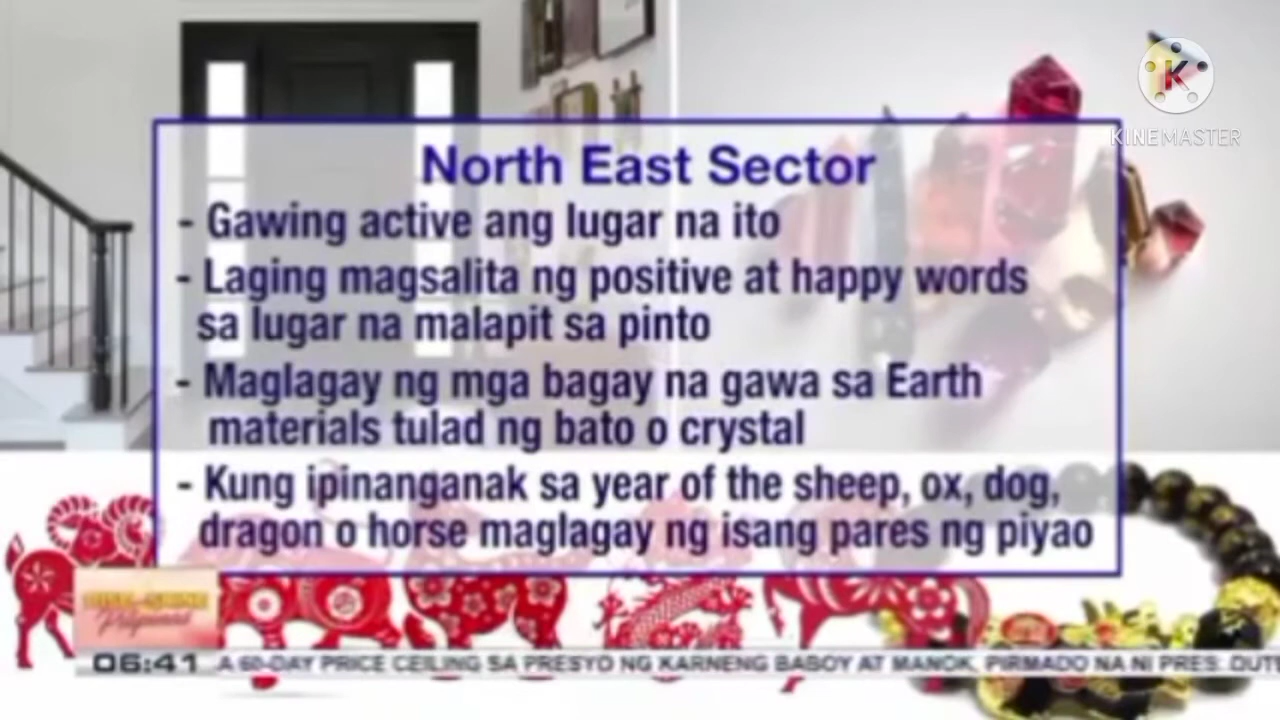 K
KINEMASTER
North East Sector
- Gawing active ang lugar na ito
- Laging magsalita ng positive at happy words
sa lugar na malapit sa pinto
- Maglagay ng mga bagay na gawa sa Earth
materials tulad ng bato o crystal
- Kung ipinanganak sa year of the sheep, ox, dog,
dragon o horse maglagay ng isang pares ng piyao
Pilipinas
06:41 A 60-DAY PRICE CEILING SA PRESYO NG KARNENG BABOY AT MANOK, PIRMADO NA NI PRES. DUTE